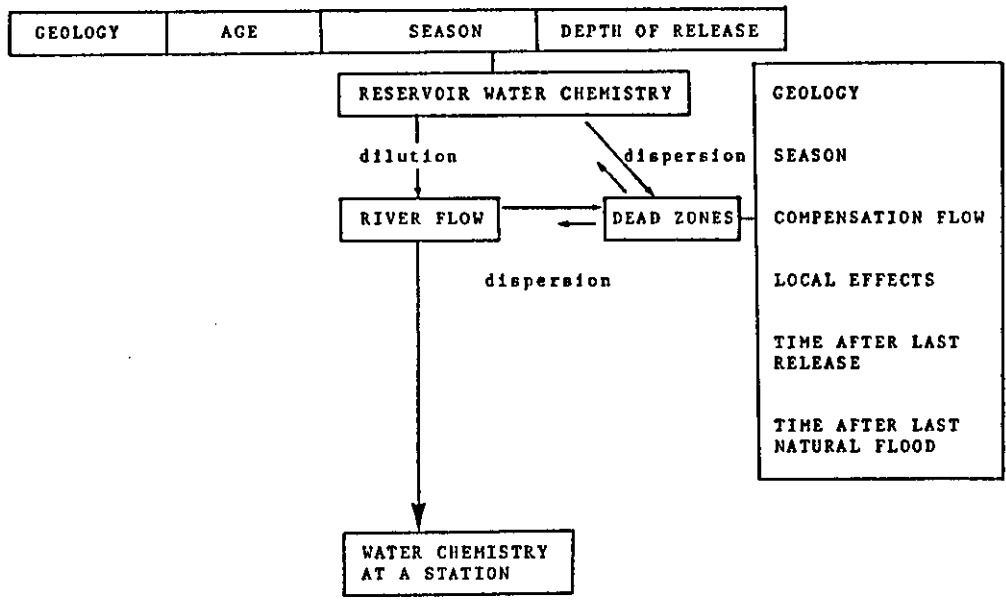 GEOLOGY AGE SEASON DEPTH OF RELEASE
RESERVOIR WATER CHEMISTRY
dilution
dispersion
RIVER FLOW
DEAD ZONES
dispersion
WATER CHEMISTRY
AT A STATION
GEOLOGY
SEASON
COMPENSATION FLOW
LOCAL EFFECTS
TIME AFTER LAST
RELEASE
TIME AFTER LAST
NATURAL FLOOD